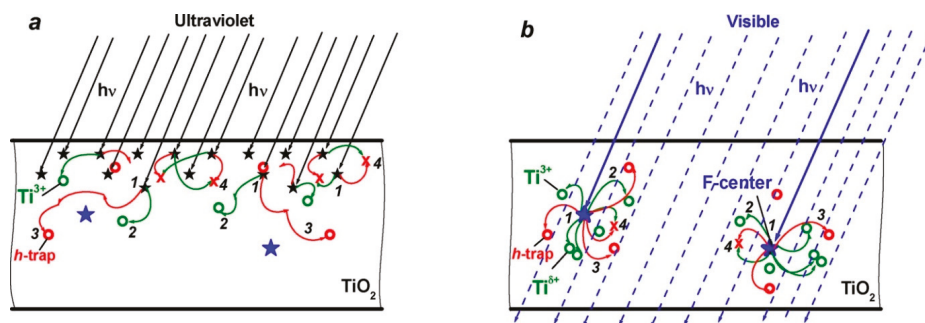 a
Ultraviolet
hν
hν
4
4
1
1
1
Ti³⁺
2
2
3
3
h-trap
TiO₂
b
Visible
hν
hν
Ti³⁺
2
F-center
1
2
1
3
4
4
h-trap
3
Tiᵟ⁺
TiO₂